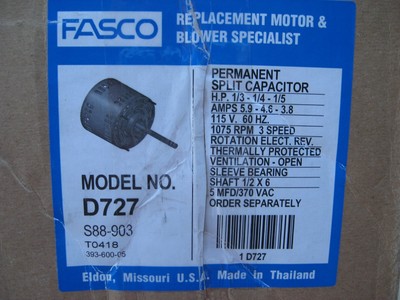 FASCO
REPLACEMENT MOTOR &
BLOWER SPECIALIST
PERMANENT
SPLIT CAPACITOR
H.P. 1/3 - 1/4 - 1/5
AMPS 5.9 - 4.6 - 3.8
115 V. 60 HZ.
1075 RPM 3 SPEED
ROTATION ELECT. REV.
THERMALLY PROTECTED
VENTILATION - OPEN
SLEEVE BEARING
SHAFT 1/2 X 6
5 MFD/370 VAC
ORDER SEPARATELY
MODEL NO.
D727
S88-903
T0418
393-600-05
1 D727
Eldon, Missouri U.S.A. Made in Thailand